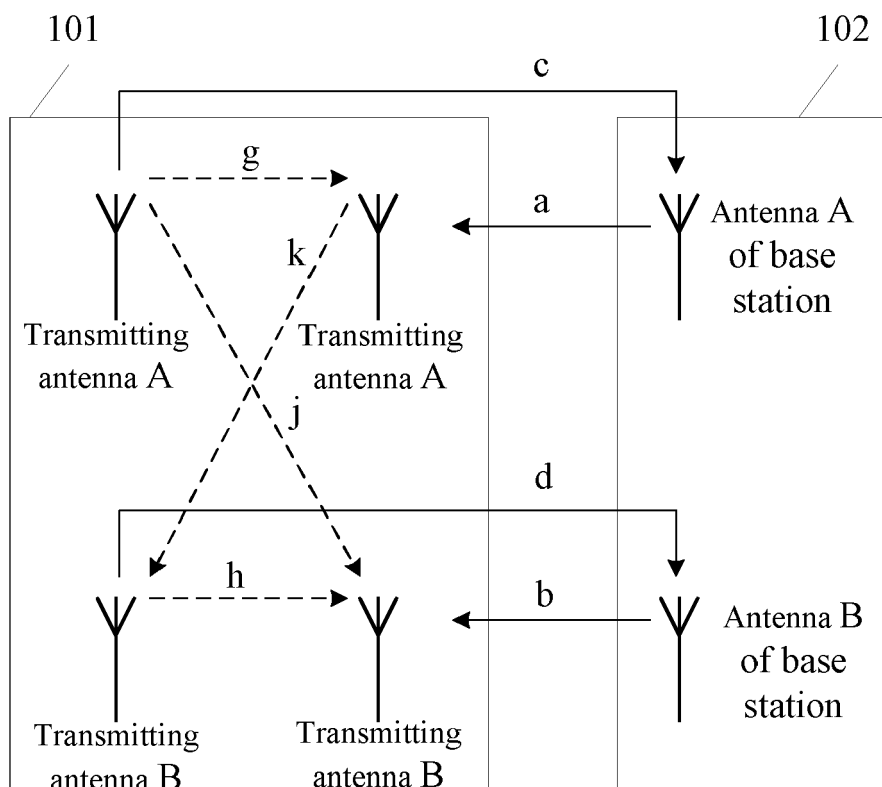 101
102
c
g
a
k
Antenna A
of base
station
Transmitting
antenna A
Transmitting
antenna A
j
d
h
b
Antenna B
of base
station
Transmitting
antenna B
Transmitting
antenna B